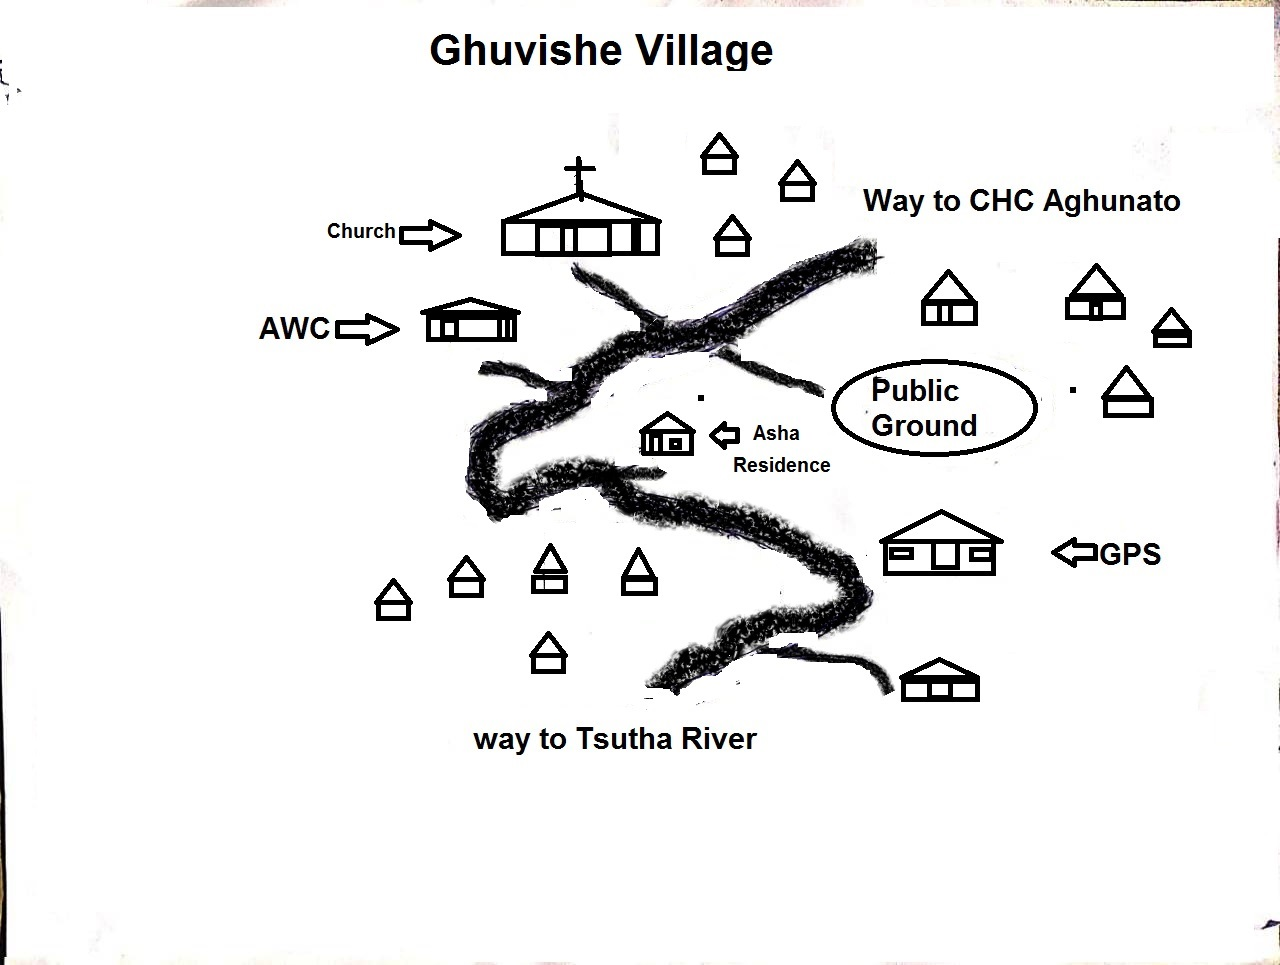 Ghuvishe Village
Way to CHC Aghunato
Church
AWC
Public
Ground
Asha
Residence
GPS
way to Tsutha River